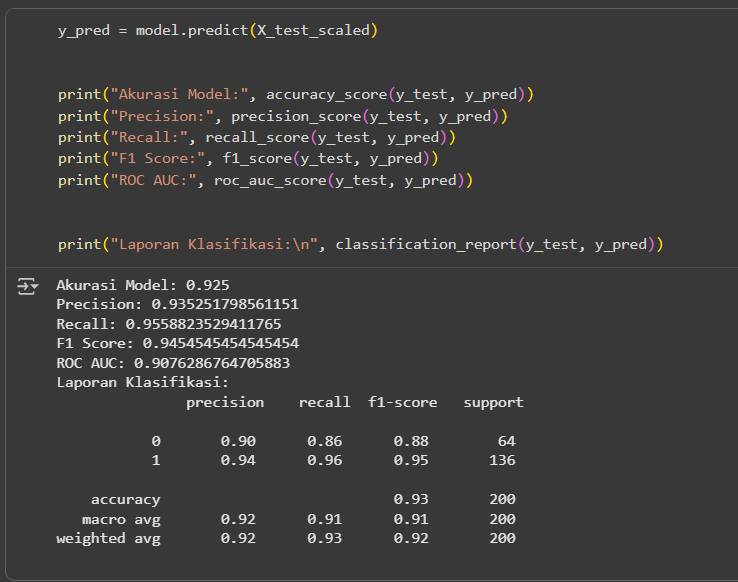 y_pred = model.predict(X_test_scaled)
print("Akurasi Model:", accuracy_score(y_test, y_pred))
print("Precision:", precision_score(y_test, y_pred))
print("Recall:", recall_score(y_test, y_pred))
print("F1 Score:", f1_score(y_test, y_pred))
print("ROC AUC:", roc_auc_score(y_test, y_pred))
print("Laporan Klasifikasi:\n", classification_report(y_test, y_pred))
Akurasi Model: 0.925
Precision: 0.935251798561151
Recall: 0.9558823529411765
F1 Score: 0.9454545454545454
ROC AUC: 0.9076286764705883
Laporan Klasifikasi:
precision recall f1-score support
0 0.90 0.86 0.88 64
1 0.94 0.96 0.95 136
accuracy 0.93 200
macro avg 0.92 0.91 0.91 200
weighted avg 0.92 0.93 0.92 200